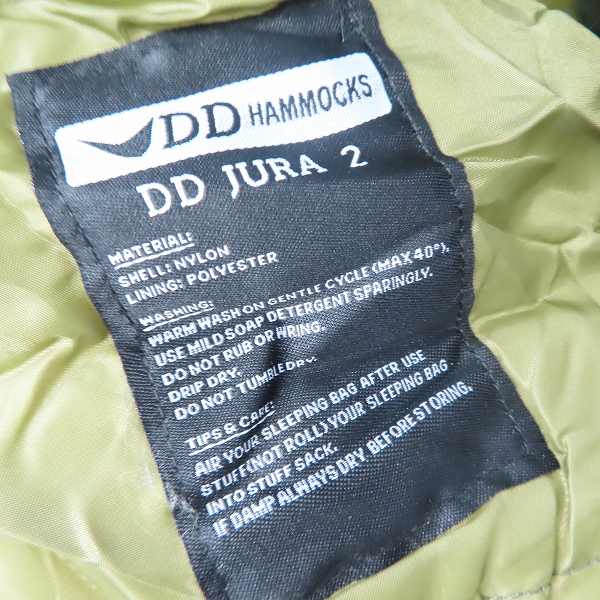 DD HAMMOCKS
DD JURA 2
MATERIAL:
SHELL: NYLON
LINING: POLYESTER
WASHING:
WARM WASH ON GENTLE CYCLE (MAX 40°).
USE MILD SOAP DETERGENT SPARINGLY.
DO NOT RUB OR WRING.
DRIP DRY.
DO NOT TUMBLE DRY.
TIPS & CARE:
AIR YOUR SLEEPING BAG AFTER USE
STUFF(NOT ROLL) YOUR SLEEPING BAG
INTO STUFF SACK.
IF DAMP ALWAYS DRY BEFORE STORING.